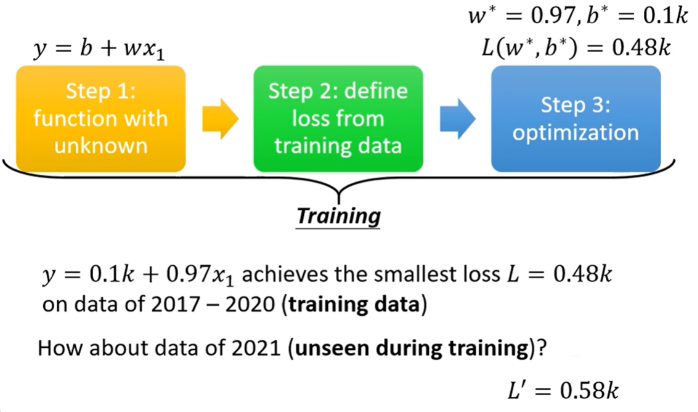 w* = 0.97, b* = 0.1k
y = b + wx₁
L(w*, b*) = 0.48k
Step 1:
function with
unknown
Step 2: define
loss from
training data
Step 3:
optimization
Training
y = 0.1k + 0.97x₁ achieves the smallest loss L = 0.48k
on data of 2017 – 2020 (training data)
How about data of 2021 (unseen during training)?
L′ = 0.58k